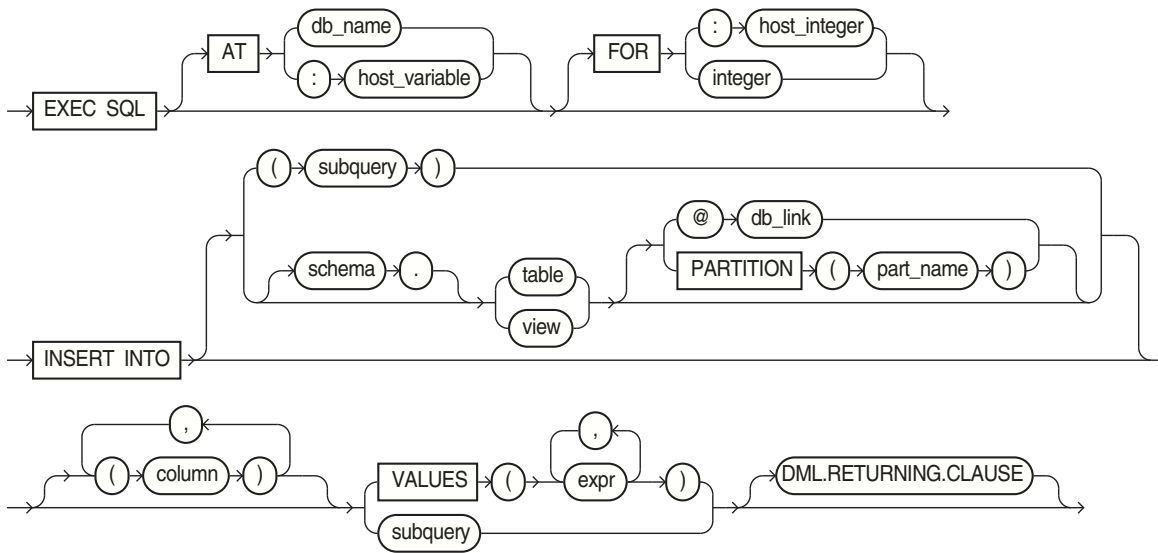 db_name : host_integer
AT FOR
: host_variable integer
EXEC SQL
( subquery )
@ db_link
schema . table PARTITION ( part_name )
view
INSERT INTO
, ,
( column ) VALUES ( expr ) DML.RETURNING.CLAUSE
subquery